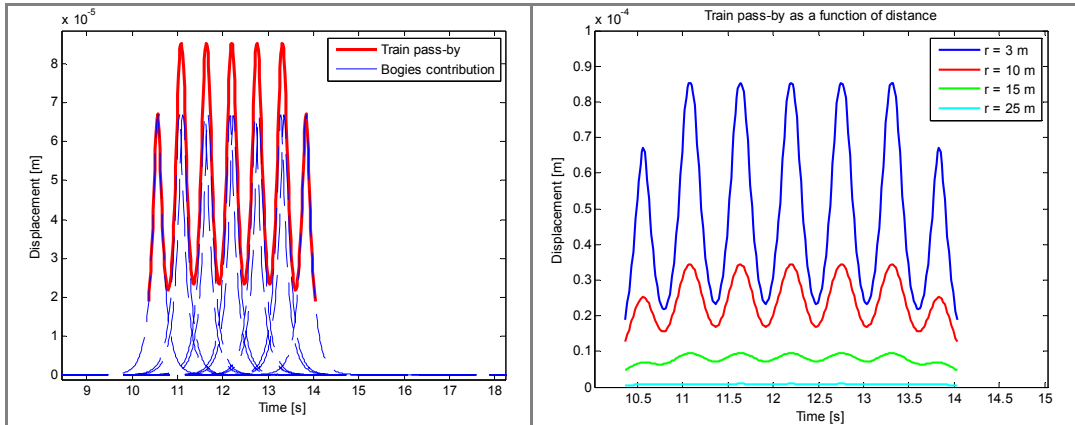 x 10⁻⁵
8
7
6
5
4
3
2
1
0
Displacement [m]
Train pass-by
Bogies contribution
9 10 11 12 13 14 15 16 17 18
Time [s]
x 10⁻⁴
Train pass-by as a function of distance
1
0.9
0.8
0.7
0.6
0.5
0.4
0.3
0.2
0.1
0
Displacement [m]
r = 3 m
r = 10 m
r = 15 m
r = 25 m
10.5 11 11.5 12 12.5 13 13.5 14 14.5 15
Time [s]